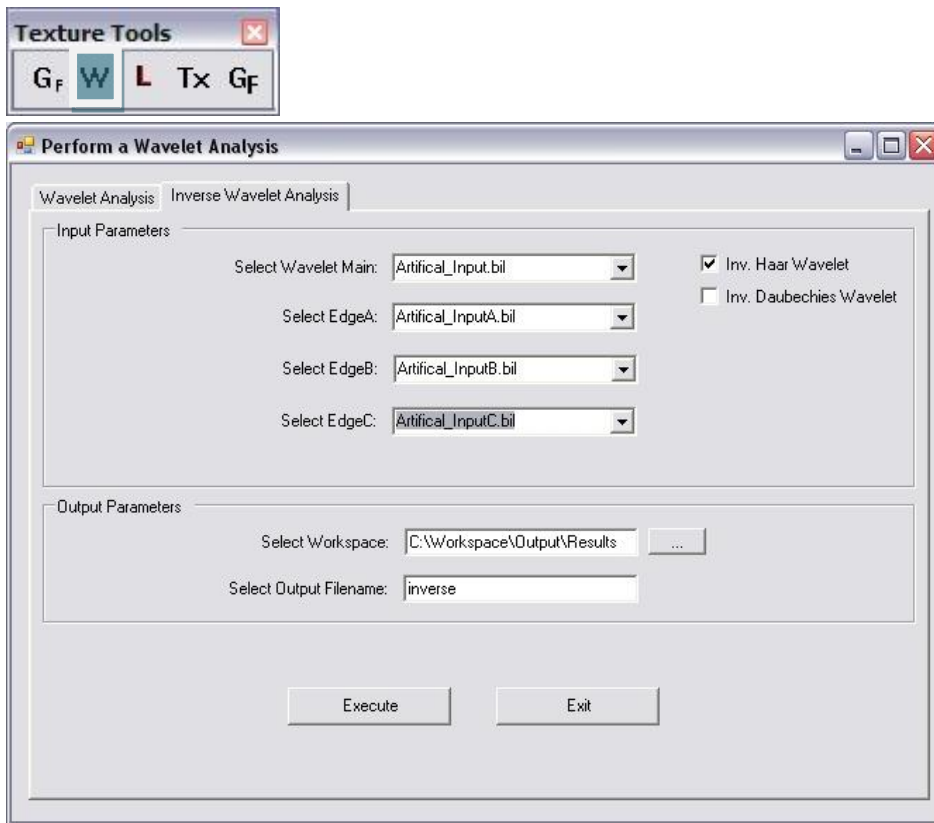 Texture Tools
GF W L Tx GF
Perform a Wavelet Analysis
Wavelet Analysis Inverse Wavelet Analysis
Input Parameters
Select Wavelet Main: Artifical_Input.bil
Inv. Haar Wavelet
Inv. Daubechies Wavelet
Select EdgeA: Artifical_InputA.bil
Select EdgeB: Artifical_InputB.bil
Select EdgeC: Artifical_InputC.bil
Output Parameters
Select Workspace: C:\Workspace\Output\Results ...
Select Output Filename: inverse
Execute Exit